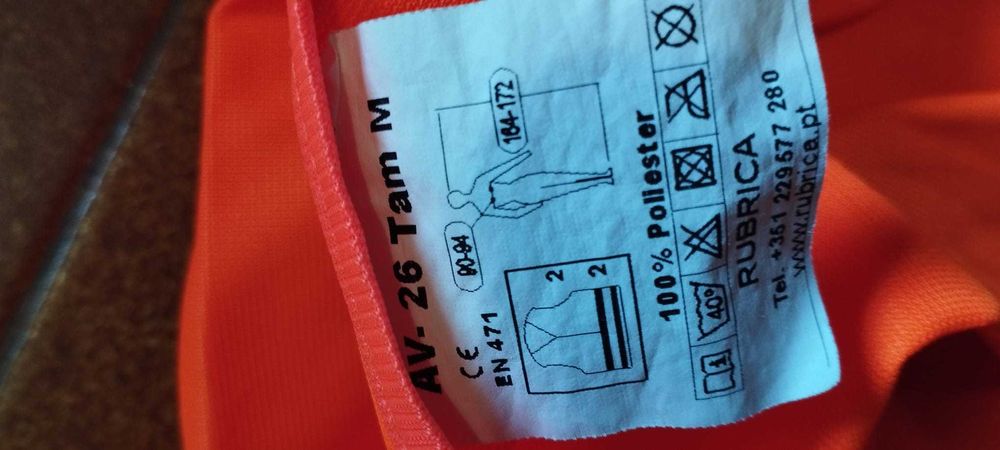 AV- 26 Tam M
CE
EN 471
90-94
164-172
2
2
100% Poliester
40°
RUBRICA
Tel. +351 229 577 280
www.rubrica.pt